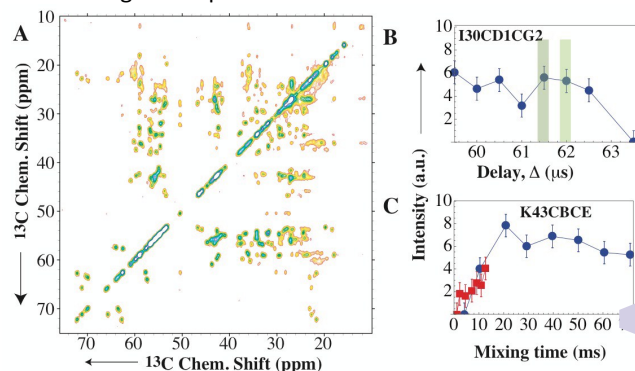 A
10
20
30
40
50
60
70
13C Chem. Shift (ppm)
70 60 50 40 30 20
13C Chem. Shift (ppm)
B
I30CD1CG2
10
8
6
4
2
0
60 61 62 63
Delay, Δ (μs)
Intensity (a.u.)
C
K43CBCE
10
8
6
4
2
0 10 20 30 40 50 60
Mixing time (ms)